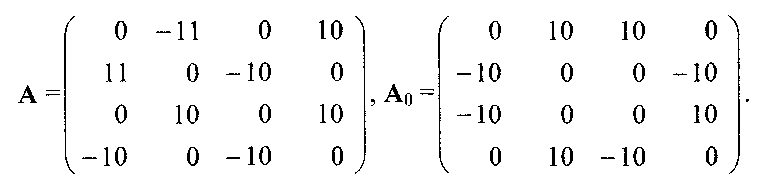 A = ( 0 −11 0 10
11 0 −10 0
0 10 0 10
−10 0 −10 0 ), A₀ = ( 0 10 10 0
−10 0 0 −10
−10 0 0 10
0 10 −10 0 ).